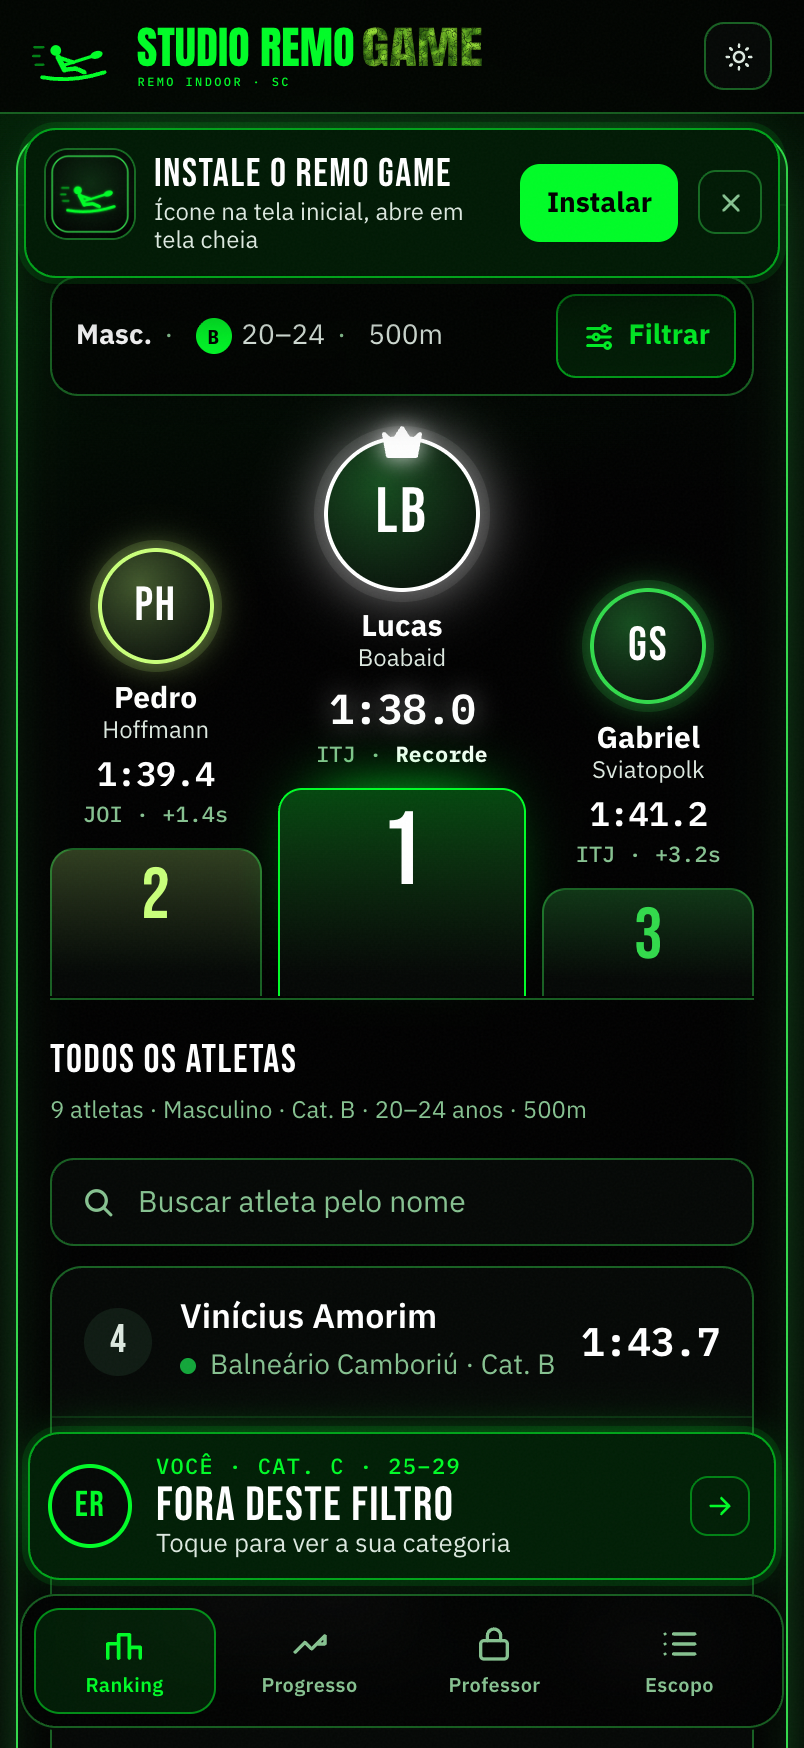 STUDIO REMO GAME
REMO INDOOR · SC
INSTALE O REMO GAME
Ícone na tela inicial, abre em
tela cheia
Instalar
Masc. · B 20–24 · 500m
Filtrar
LB
Lucas
Boabaid
1:38.0
ITJ · Recorde
PH
Pedro
Hoffmann
1:39.4
JOI · +1.4s
GS
Gabriel
Sviatopolk
1:41.2
ITJ · +3.2s
2
1
3
TODOS OS ATLETAS
9 atletas · Masculino · Cat. B · 20–24 anos · 500m
Buscar atleta pelo nome
4
Vinícius Amorim
Balneário Camboriú · Cat. B
1:43.7
ER
VOCÊ · CAT. C · 25–29
FORA DESTE FILTRO
Toque para ver a sua categoria
Ranking
Progresso
Professor
Escopo